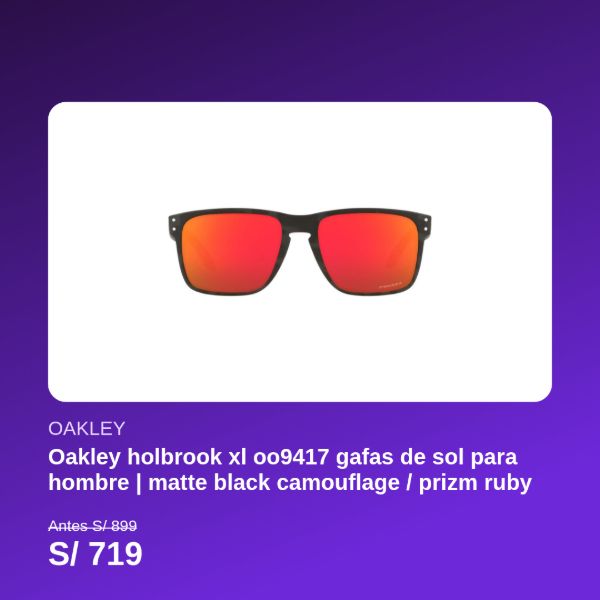 OAKLEY
Oakley holbrook xl oo9417 gafas de sol para
hombre | matte black camouflage / prizm ruby
Antes S/ 899
S/ 719